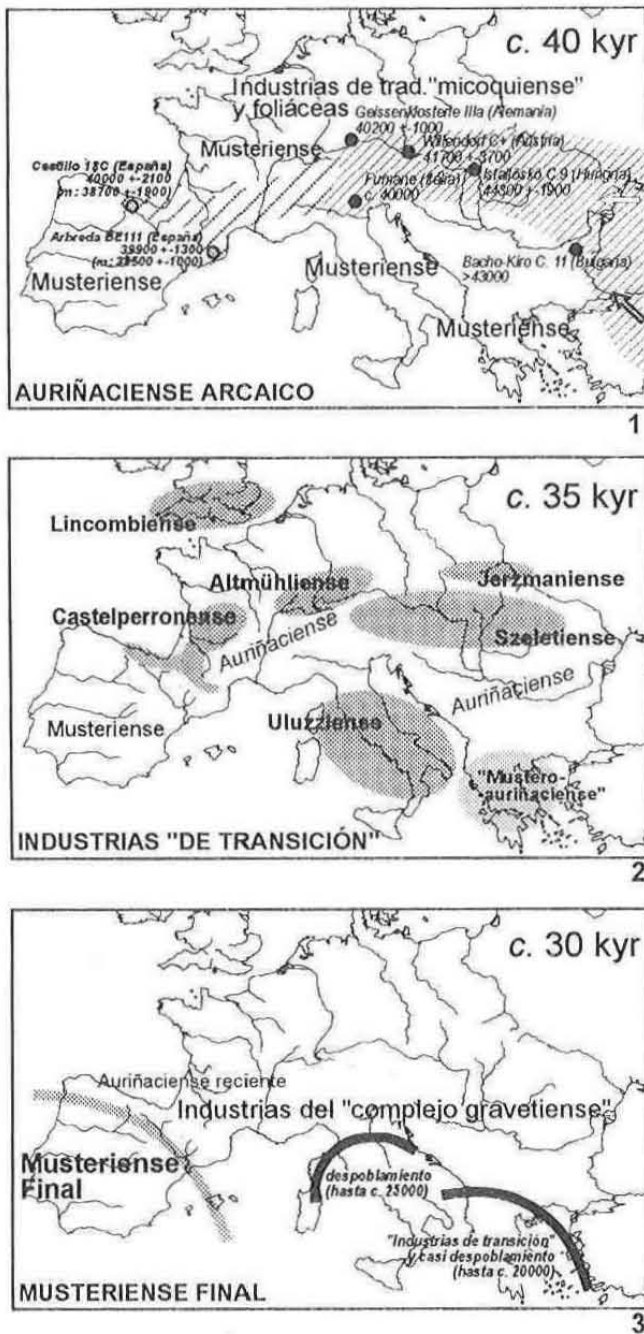 c. 40 kyr
Industrias de trad."micoquiense"
y foliáceas
Geissenklosterle IIIa (Alemania)
40200 +-1000
Musteriense
Willendorf C+ (Austria)
41700 +-3700
Castillo 18C (España)
40000 +-2100
(m: 38700 +-1900)
Fumane (Italia)
c. 40000
Istallosko C.9 (Hungría)
44300 +-1900
Arbreda BE111 (España)
39900 +-1300
Musteriense
Musteriense
Bacho-Kiro C. 11 (Bulgaria)
>43000
Musteriense
AURIÑACIENSE ARCAICO
1
c. 35 kyr
Lincombiense
Altmühliense
Jerzmaniense
Castelperronense
Auriñaciense
Szeletiense
Auriñaciense
Musteriense
Uluzziense
"Mustero-
-auriñaciense"
INDUSTRIAS "DE TRANSICIÓN"
2
c. 30 kyr
Auriñaciense reciente
Industrias del "complejo gravetiense"
Musteriense
Final
despoblamiento
(hasta c. 25000)
"Industrias de transición"
y casi despoblamiento
(hasta c. 20000)
MUSTERIENSE FINAL
3